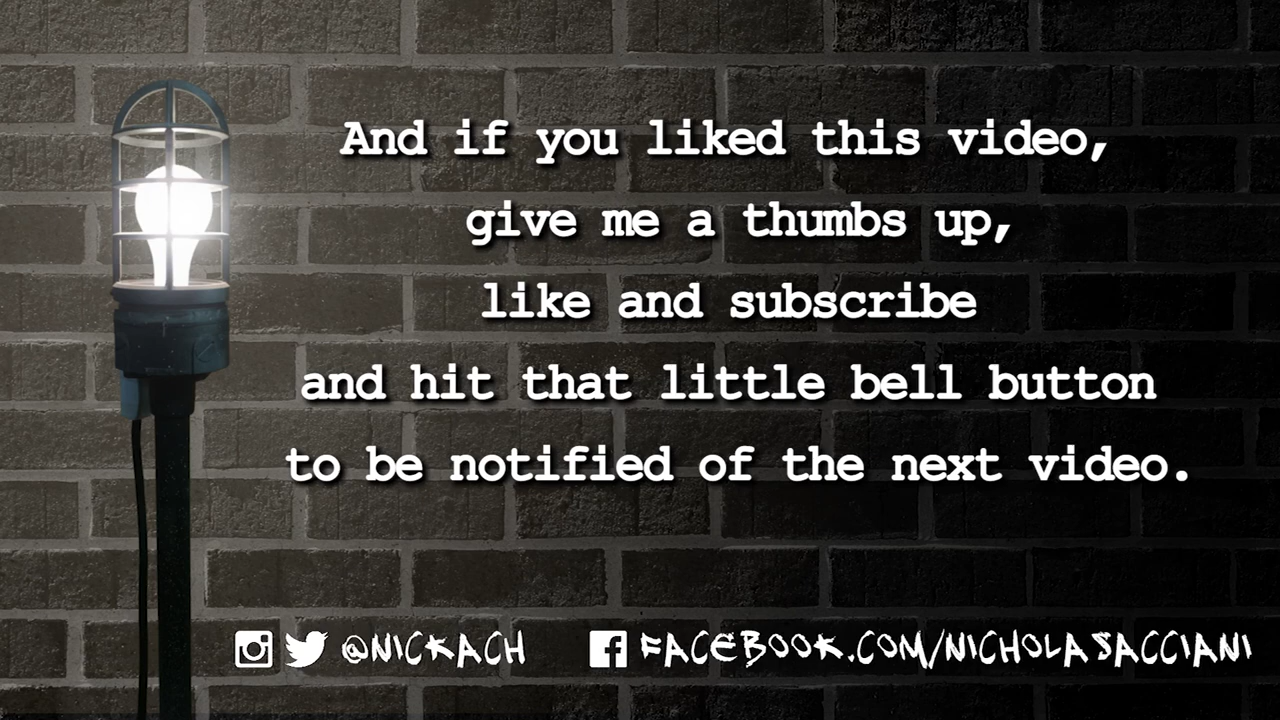 And if you liked this video,
give me a thumbs up,
like and subscribe
and hit that little bell button
to be notified of the next video.
@NICKACH FACEBOOK.COM/NICHOLASACCIANI